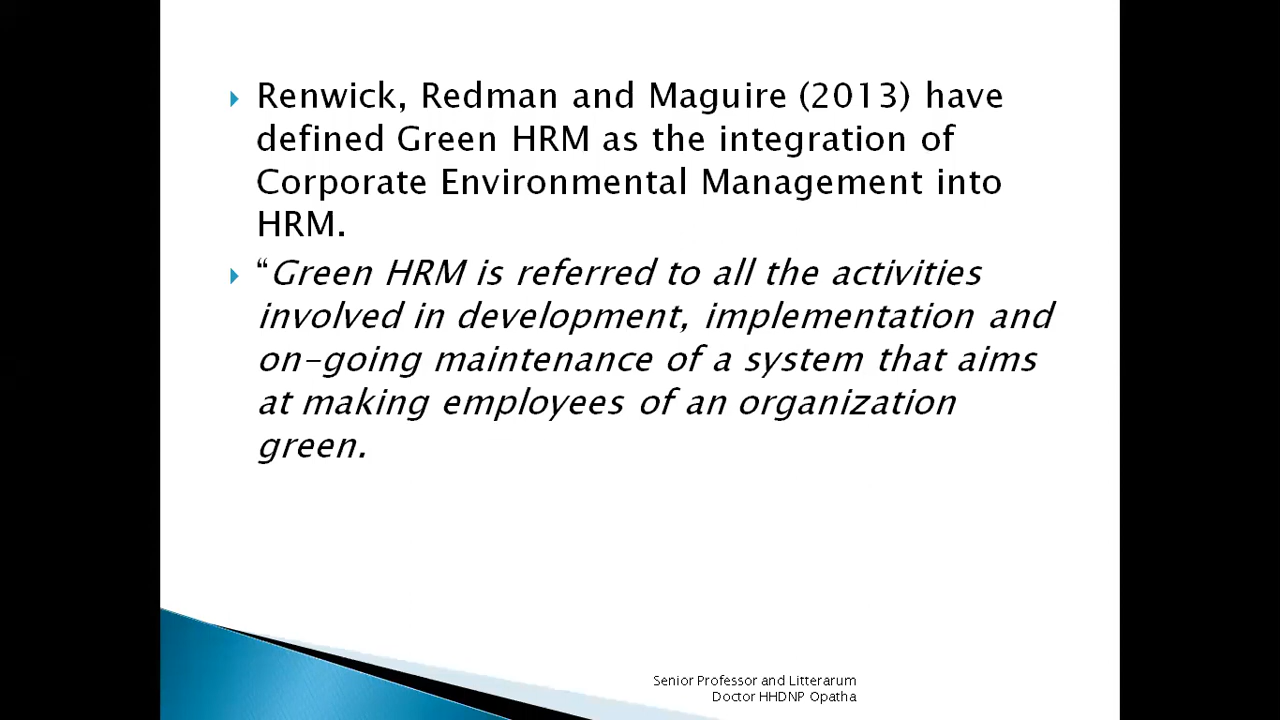 Renwick, Redman and Maguire (2013) have
defined Green HRM as the integration of
Corporate Environmental Management into
HRM.
“Green HRM is referred to all the activities
involved in development, implementation and
on-going maintenance of a system that aims
at making employees of an organization
green.
Senior Professor and Litterarum
Doctor HHDNP Opatha